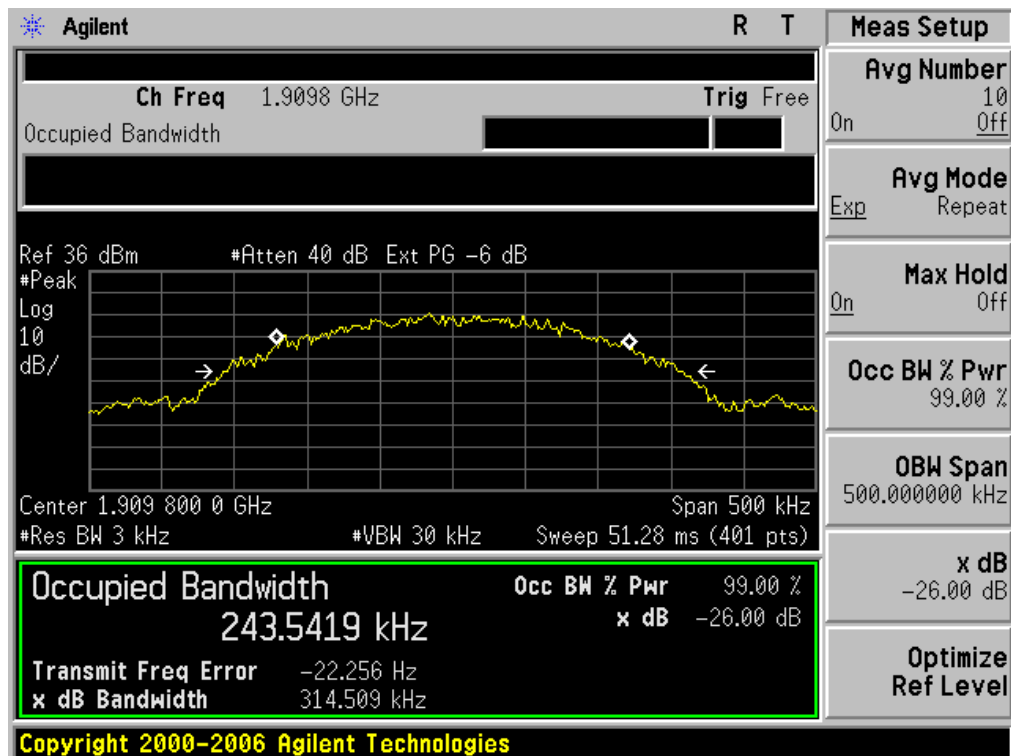 Agilent R T
Ch Freq 1.9098 GHz Trig Free
Occupied Bandwidth
Ref 36 dBm #Atten 40 dB Ext PG -6 dB
#Peak
Log
10
dB/
Center 1.909 800 0 GHz Span 500 kHz
#Res BW 3 kHz #VBW 30 kHz Sweep 51.28 ms (401 pts)
Occupied Bandwidth Occ BW % Pwr 99.00 %
243.5419 kHz x dB -26.00 dB
Transmit Freq Error -22.256 Hz
x dB Bandwidth 314.509 kHz
Copyright 2000-2006 Agilent Technologies
Meas Setup
Avg Number
10
On Off
Avg Mode
Exp Repeat
Max Hold
On Off
Occ BW % Pwr
99.00 %
OBW Span
500.000000 kHz
x dB
-26.00 dB
Optimize
Ref Level